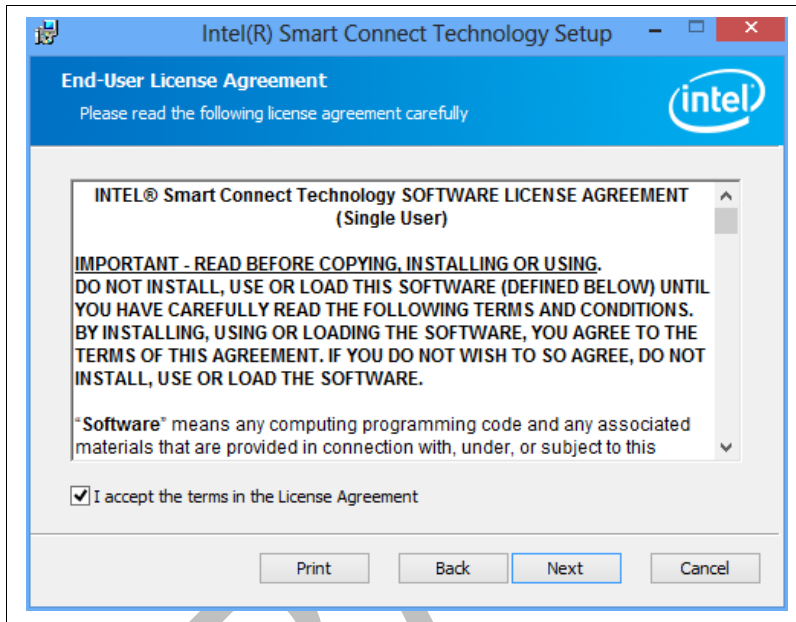 Intel(R) Smart Connect Technology Setup
End-User License Agreement
Please read the following license agreement carefully
intel
INTEL® Smart Connect Technology SOFTWARE LICENSE AGREEMENT
(Single User)
IMPORTANT - READ BEFORE COPYING, INSTALLING OR USING.
DO NOT INSTALL, USE OR LOAD THIS SOFTWARE (DEFINED BELOW) UNTIL
YOU HAVE CAREFULLY READ THE FOLLOWING TERMS AND CONDITIONS.
BY INSTALLING, USING OR LOADING THE SOFTWARE, YOU AGREE TO THE
TERMS OF THIS AGREEMENT. IF YOU DO NOT WISH TO SO AGREE, DO NOT
INSTALL, USE OR LOAD THE SOFTWARE.
“Software” means any computing programming code and any associated
materials that are provided in connection with, under, or subject to this
I accept the terms in the License Agreement
Print Back Next Cancel